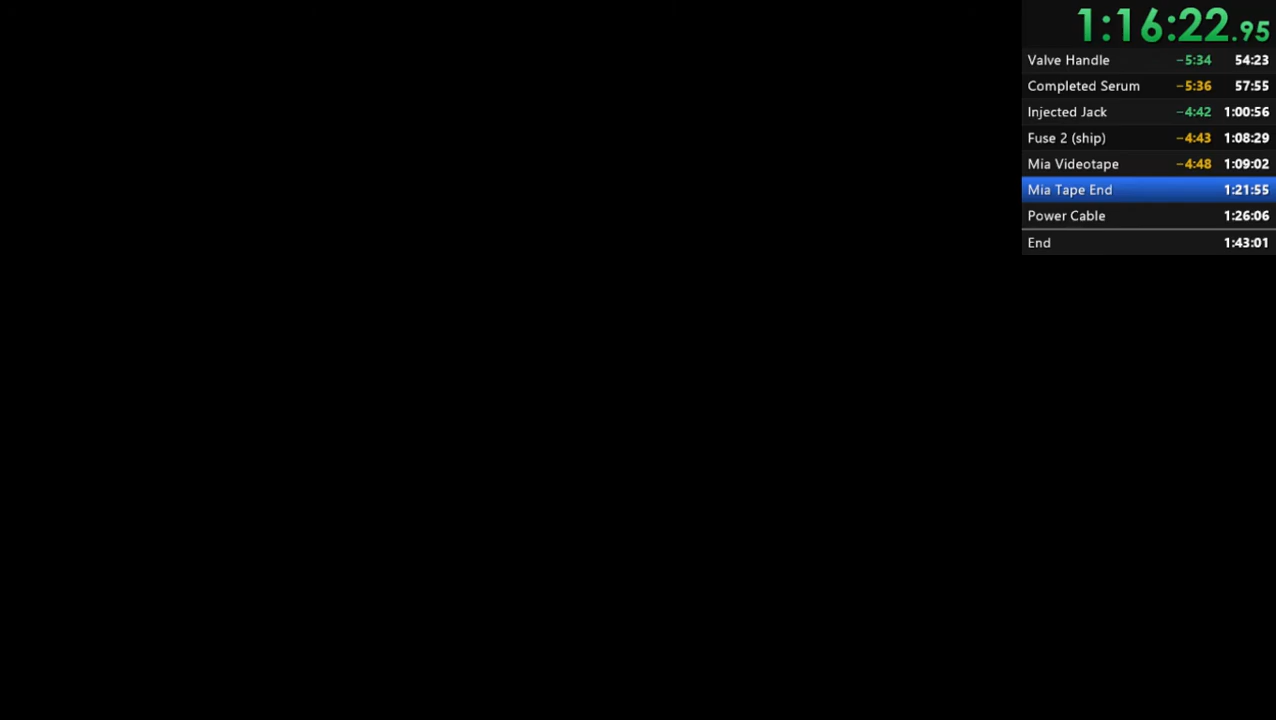 1:16:22.95
Valve Handle −5:34 54:23
Completed Serum −5:36 57:55
Injected Jack −4:42 1:00:56
Fuse 2 (ship) −4:43 1:08:29
Mia Videotape −4:48 1:09:02
Mia Tape End 1:21:55
Power Cable 1:26:06
End 1:43:01